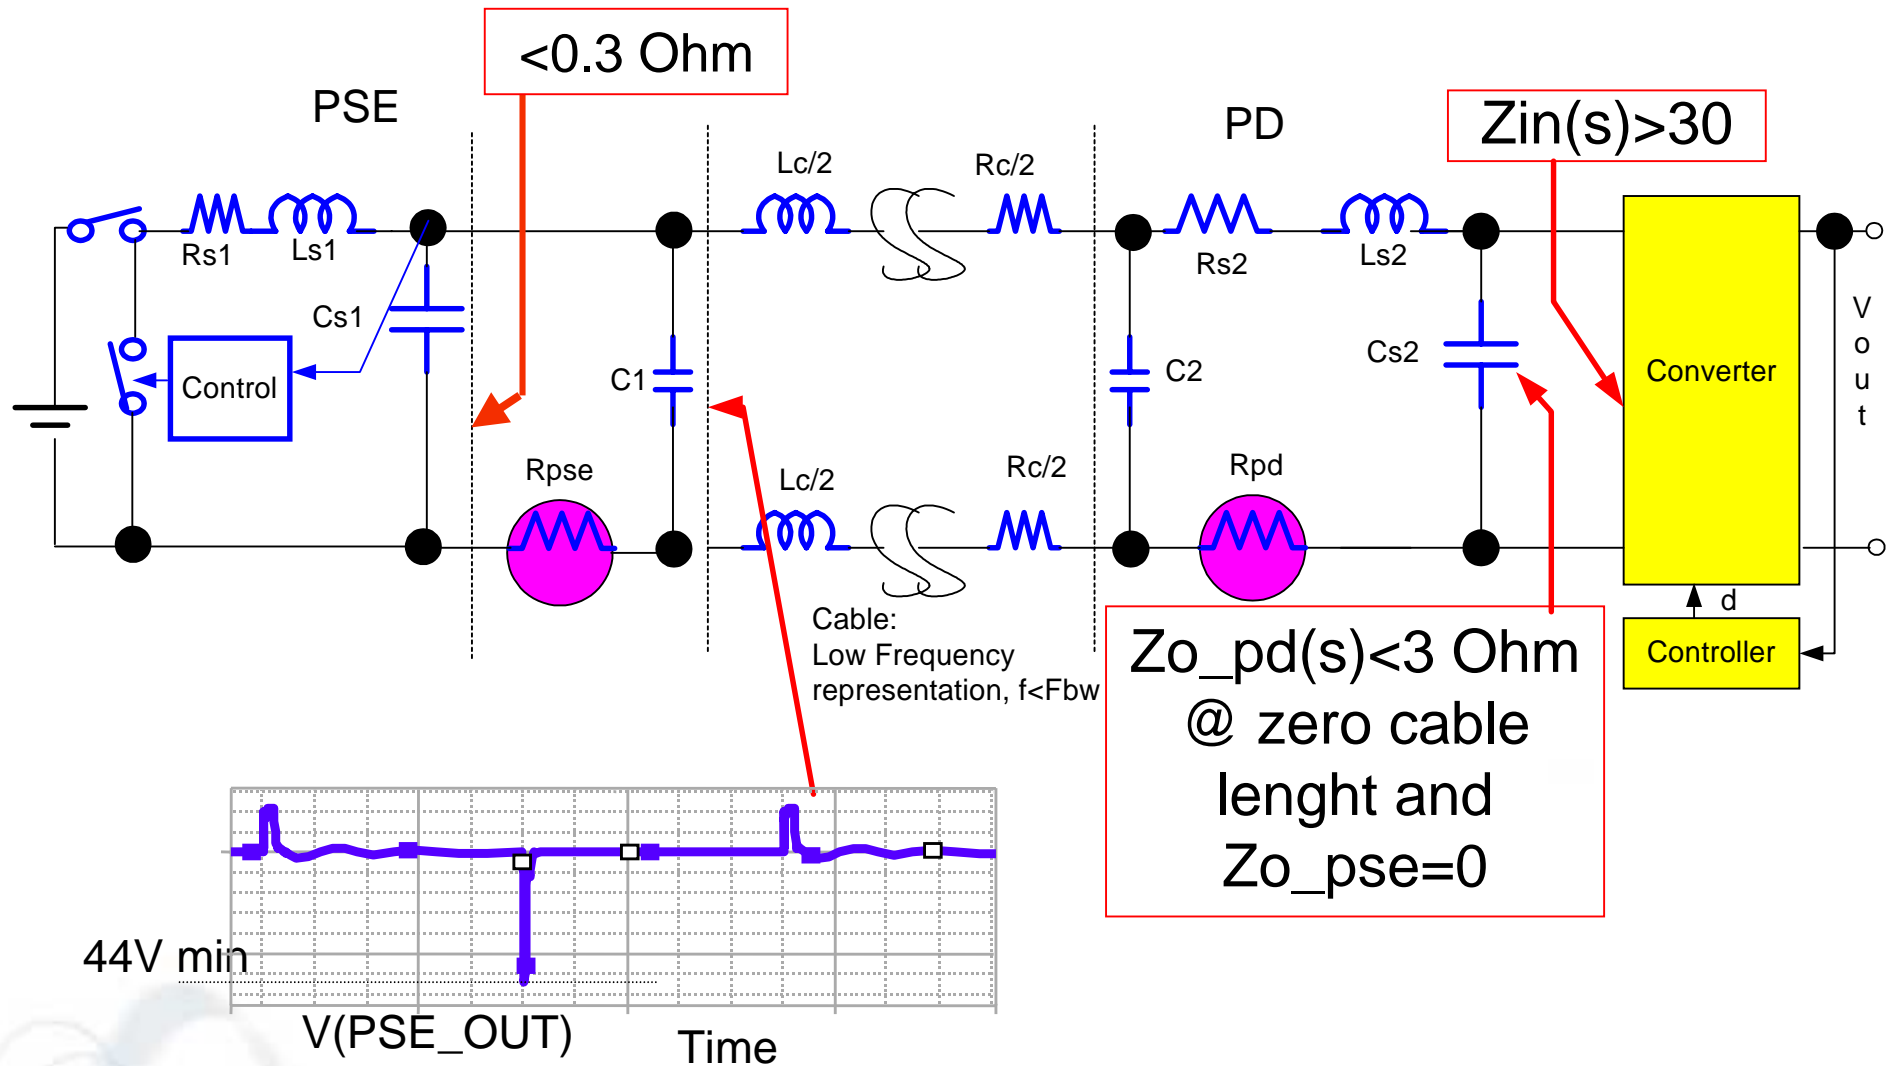 <0.3 Ohm
PSE
PD
Zin(s)>30
Lc/2
Rc/2
Rs1
Ls1
Rs2
Ls2
Cs1
Control
C1
C2
Cs2
Converter
V
o
u
t
Rpse
Lc/2
Rc/2
Rpd
d
Controller
Cable:
Low Frequency
representation, f<Fbw
Zo_pd(s)<3 Ohm
@ zero cable
lenght and
Zo_pse=0
44V min
V(PSE_OUT)
Time